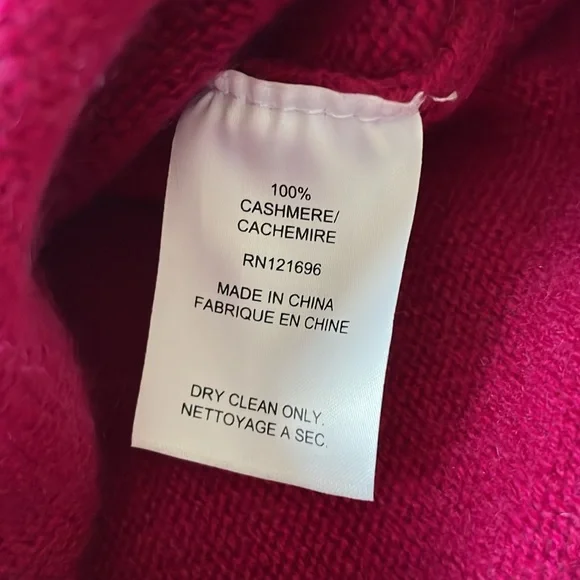 100%
CASHMERE/
CACHEMIRE
RN121696
MADE IN CHINA
FABRIQUE EN CHINE
DRY CLEAN ONLY.
NETTOYAGE A SEC.